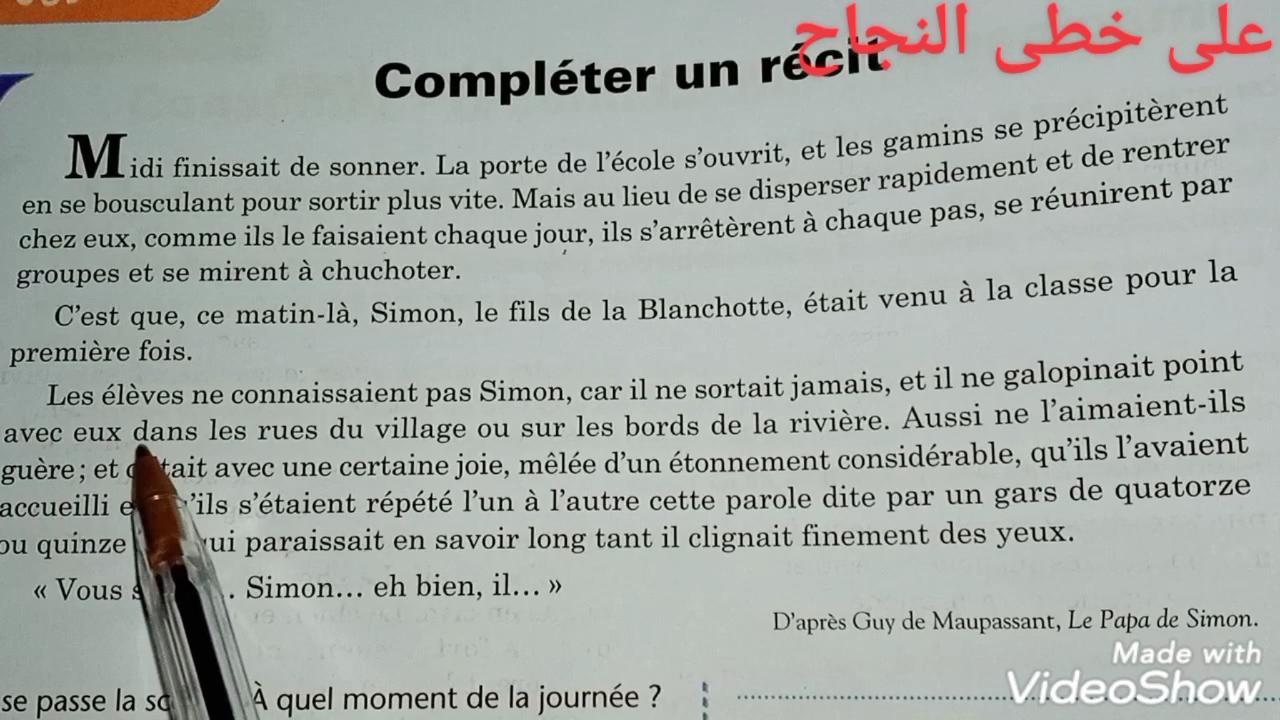 على خطى النجاح
Compléter un récit
Midi finissait de sonner. La porte de l'école s'ouvrit, et les gamins se précipitèrent
en se bousculant pour sortir plus vite. Mais au lieu de se disperser rapidement et de rentrer
chez eux, comme ils le faisaient chaque jour, ils s'arrêtèrent à chaque pas, se réunirent par
groupes et se mirent à chuchoter.
C'est que, ce matin-là, Simon, le fils de la Blanchotte, était venu à la classe pour la
première fois.
Les élèves ne connaissaient pas Simon, car il ne sortait jamais, et il ne galopinait point
avec eux dans les rues du village ou sur les bords de la rivière. Aussi ne l'aimaient-ils
guère ; et tait avec une certaine joie, mêlée d'un étonnement considérable, qu'ils l'avaient
accueilli 'ils s'étaient répété l'un à l'autre cette parole dite par un gars de quatorze
ou quinze ui paraissait en savoir long tant il clignait finement des yeux.
« Vous . Simon... eh bien, il... »
D'après Guy de Maupassant, Le Papa de Simon.
Made with
VideoShow
se passe la À quel moment de la journée ?